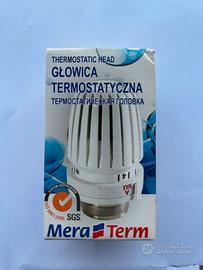 THERMOSTATIC HEAD
GŁOWICA
TERMOSTATYCZNA
ТЕРМОСТАТИЧЕСКАЯ ГОЛОВКА
SGS
Mera Term
subito